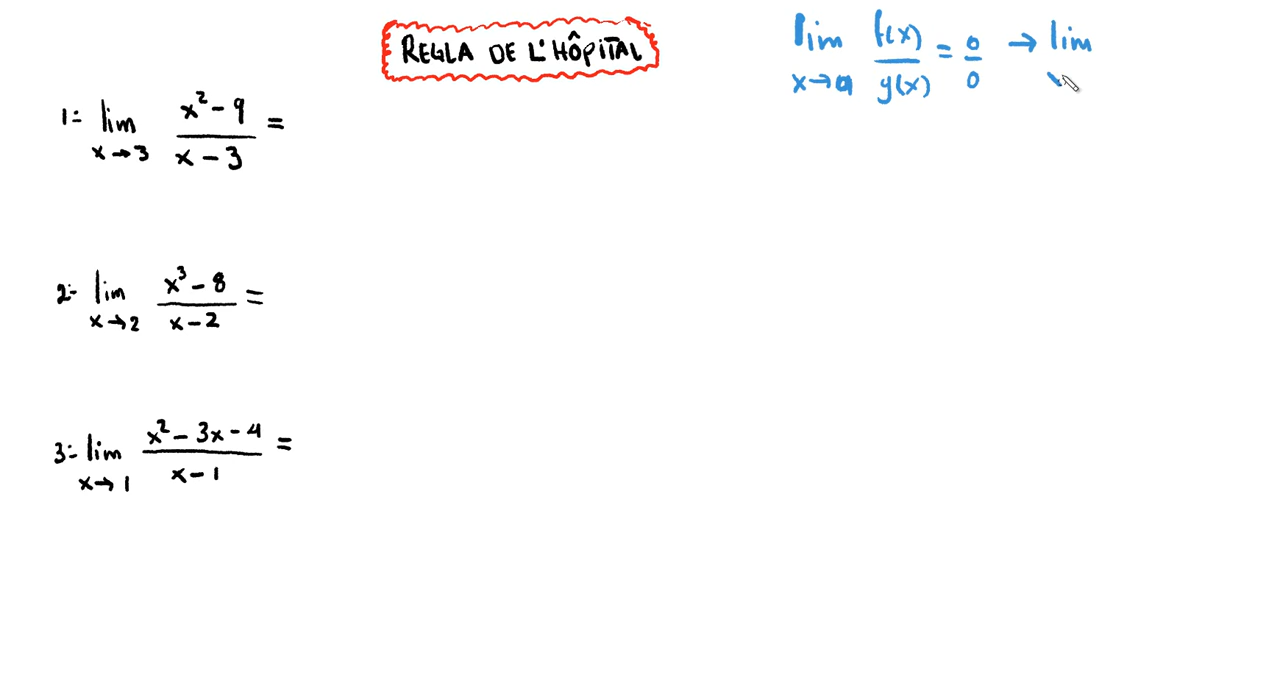 REGLA DE L'HÔPITAL
lim x→a f(x)/g(x) = 0/0 → lim x
1= lim x→3 x²-9/x-3 =
2= lim x→2 x³-8/x-2 =
3= lim x→1 x²-3x-4/x-1 =